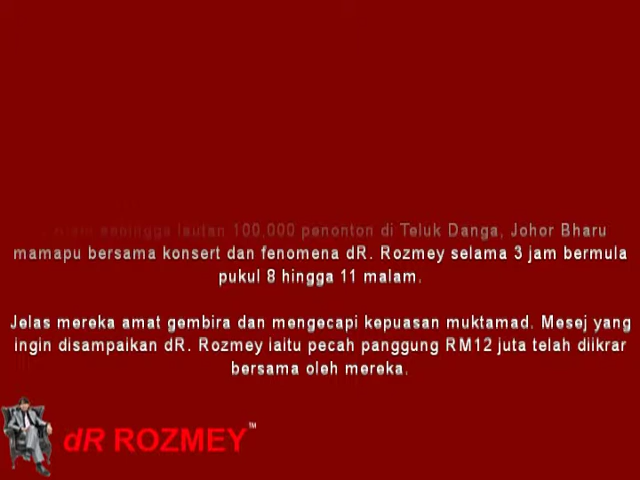 sehingga lautan 100,000 penonton di Teluk Danga, Johor Bharu
mamapu bersama konsert dan fenomena dR. Rozmey selama 3 jam bermula
pukul 8 hingga 11 malam.
Jelas mereka amat gembira dan mengecapi kepuasan muktamad. Mesej yang
ingin disampaikan dR. Rozmey iaitu pecah panggung RM12 juta telah diikrar
bersama oleh mereka.
dR ROZMEY™